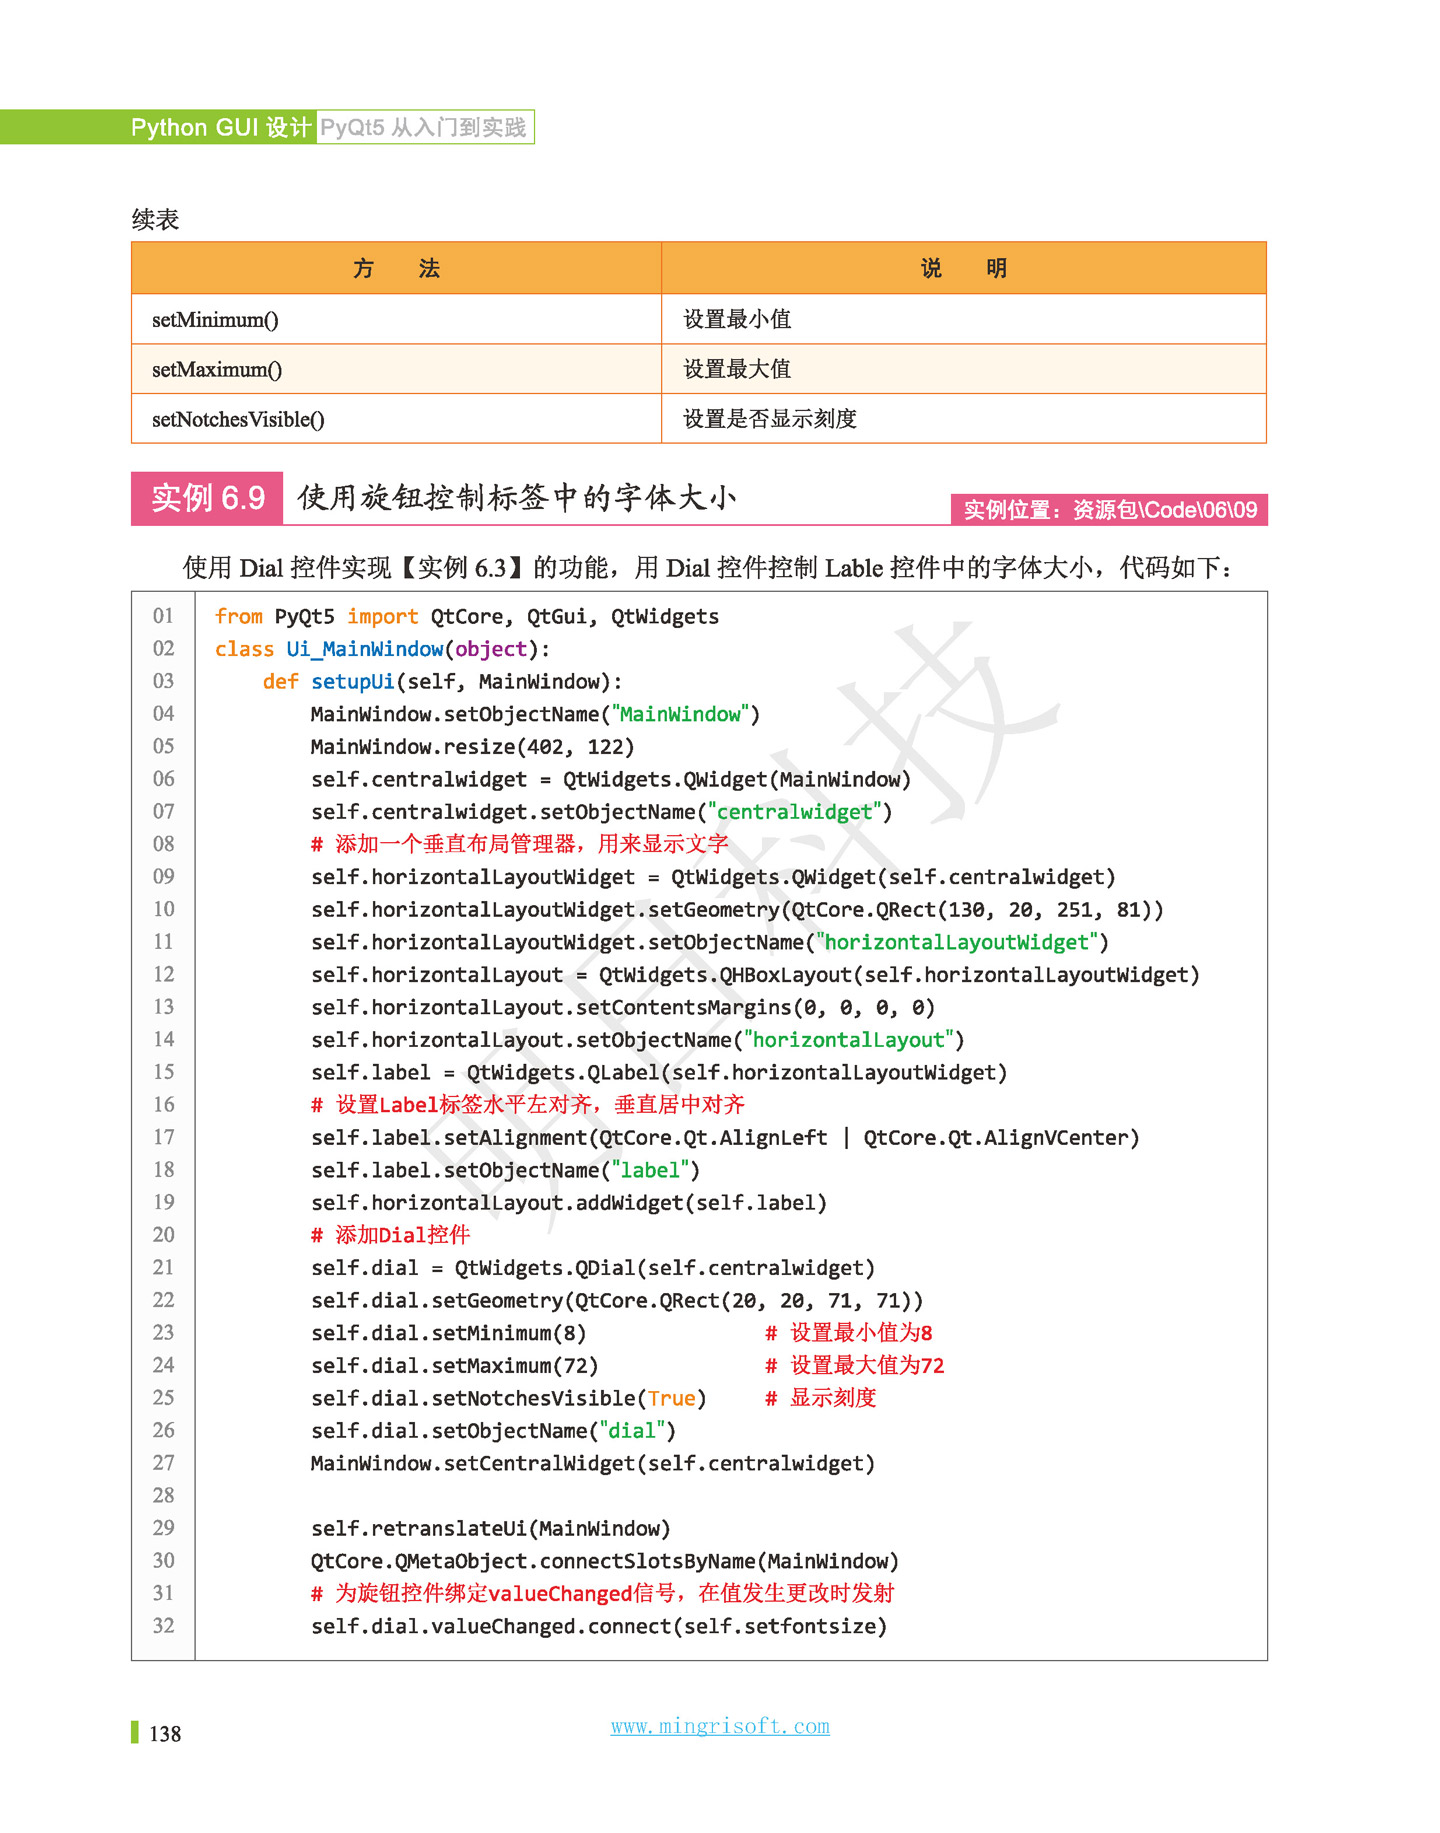 Python GUI 设计 PyQt5 从入门到实践
续表
方 法 说 明
setMinimum() 设置最小值
setMaximum() 设置最大值
setNotchesVisible() 设置是否显示刻度
实例 6.9 使用旋钮控制标签中的字体大小
实例位置：资源包\Code\06\09
使用 Dial 控件实现【实例 6.3】的功能，用 Dial 控件控制 Lable 控件中的字体大小，代码如下：
01 from PyQt5 import QtCore, QtGui, QtWidgets
02 class Ui_MainWindow(object):
03     def setupUi(self, MainWindow):
04         MainWindow.setObjectName("MainWindow")
05         MainWindow.resize(402, 122)
06         self.centralwidget = QtWidgets.QWidget(MainWindow)
07         self.centralwidget.setObjectName("centralwidget")
08         # 添加一个垂直布局管理器，用来显示文字
09         self.horizontalLayoutWidget = QtWidgets.QWidget(self.centralwidget)
10         self.horizontalLayoutWidget.setGeometry(QtCore.QRect(130, 20, 251, 81))
11         self.horizontalLayoutWidget.setObjectName("horizontalLayoutWidget")
12         self.horizontalLayout = QtWidgets.QHBoxLayout(self.horizontalLayoutWidget)
13         self.horizontalLayout.setContentsMargins(0, 0, 0, 0)
14         self.horizontalLayout.setObjectName("horizontalLayout")
15         self.label = QtWidgets.QLabel(self.horizontalLayoutWidget)
16         # 设置Label标签水平左对齐，垂直居中对齐
17         self.label.setAlignment(QtCore.Qt.AlignLeft | QtCore.Qt.AlignVCenter)
18         self.label.setObjectName("label")
19         self.horizontalLayout.addWidget(self.label)
20         # 添加Dial控件
21         self.dial = QtWidgets.QDial(self.centralwidget)
22         self.dial.setGeometry(QtCore.QRect(20, 20, 71, 71))
23         self.dial.setMinimum(8) # 设置最小值为8
24         self.dial.setMaximum(72) # 设置最大值为72
25         self.dial.setNotchesVisible(True) # 显示刻度
26         self.dial.setObjectName("dial")
27         MainWindow.setCentralWidget(self.centralwidget)
28
29         self.retranslateUi(MainWindow)
30         QtCore.QMetaObject.connectSlotsByName(MainWindow)
31         # 为旋钮控件绑定valueChanged信号，在值发生更改时发射
32         self.dial.valueChanged.connect(self.setfontsize)
明日科技
138
www.mingrisoft.com